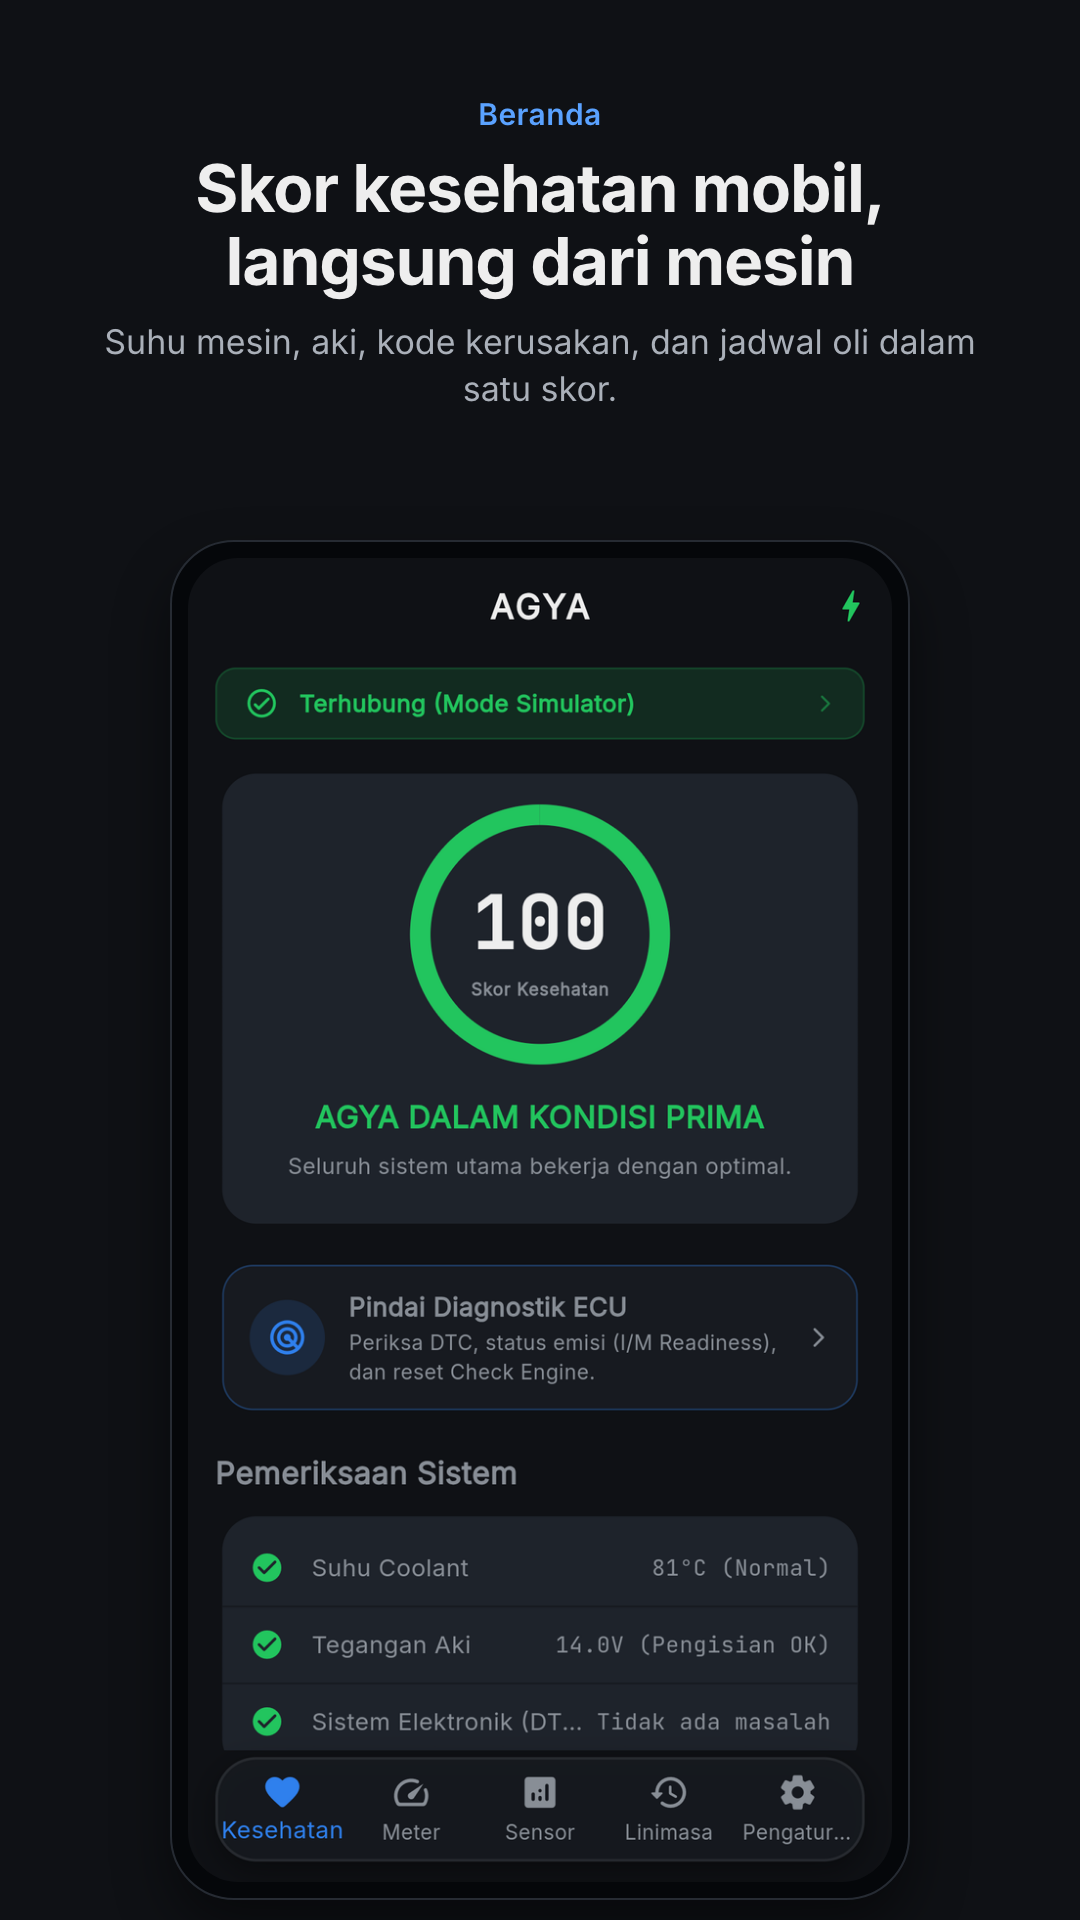 Beranda
Skor kesehatan mobil,
langsung dari mesin
Suhu mesin, aki, kode kerusakan, dan jadwal oli dalam
satu skor.
AGYA
Terhubung (Mode Simulator)
100
Skor Kesehatan
AGYA DALAM KONDISI PRIMA
Seluruh sistem utama bekerja dengan optimal.
Pindai Diagnostik ECU
Periksa DTC, status emisi (I/M Readiness),
dan reset Check Engine.
Pemeriksaan Sistem
Suhu Coolant 81°C (Normal)
Tegangan Aki 14.0V (Pengisian OK)
Sistem Elektronik (DT... Tidak ada masalah
Kesehatan Meter Sensor Linimasa Pengatur...